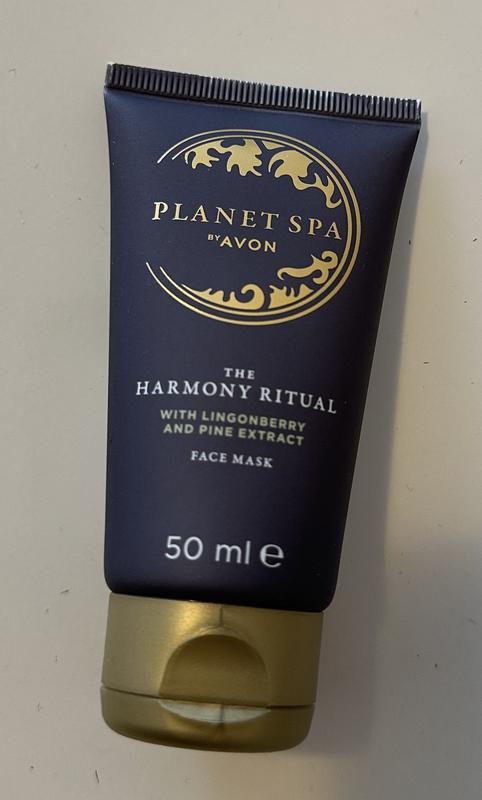 PLANET SPA
BY AVON
THE
HARMONY RITUAL
WITH LINGONBERRY
AND PINE EXTRACT
FACE MASK
50 ml ℮